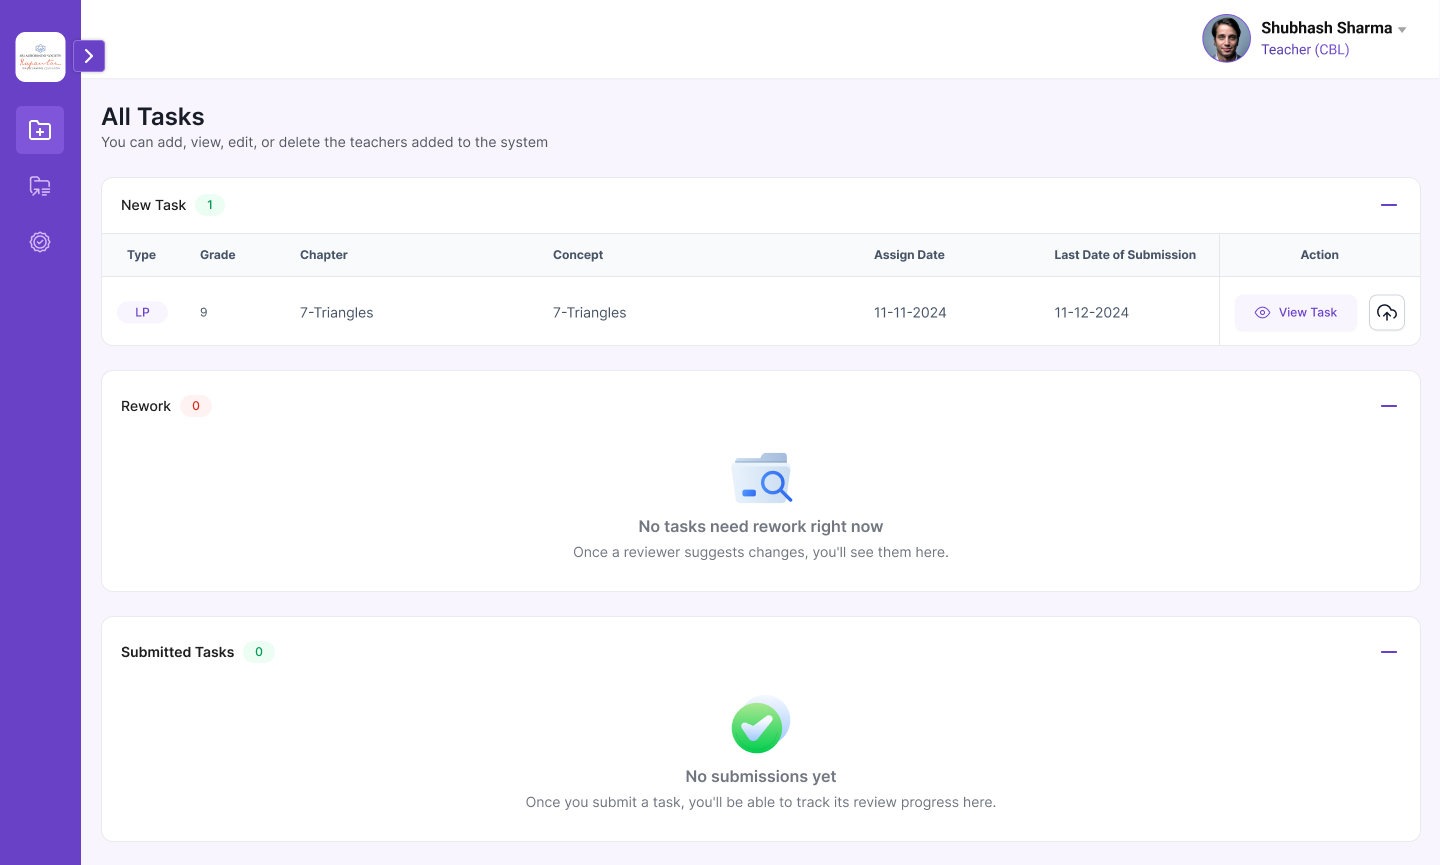 Shubhash Sharma
Teacher (CBL)
All Tasks
You can add, view, edit, or delete the teachers added to the system
New Task 1
Type Grade Chapter Concept Assign Date Last Date of Submission Action
LP 9 7-Triangles 7-Triangles 11-11-2024 11-12-2024 View Task
Rework 0
No tasks need rework right now
Once a reviewer suggests changes, you'll see them here.
Submitted Tasks 0
No submissions yet
Once you submit a task, you'll be able to track its review progress here.